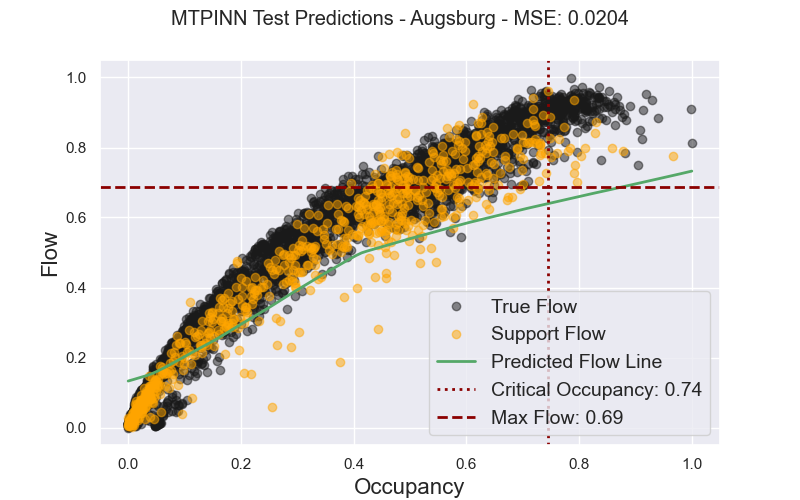 MTPINN Test Predictions - Augsburg - MSE: 0.0204
1.0
0.8
0.6
0.4
0.2
0.0
Flow
True Flow
Support Flow
Predicted Flow Line
Critical Occupancy: 0.74
Max Flow: 0.69
0.0 0.2 0.4 0.6 0.8 1.0
Occupancy